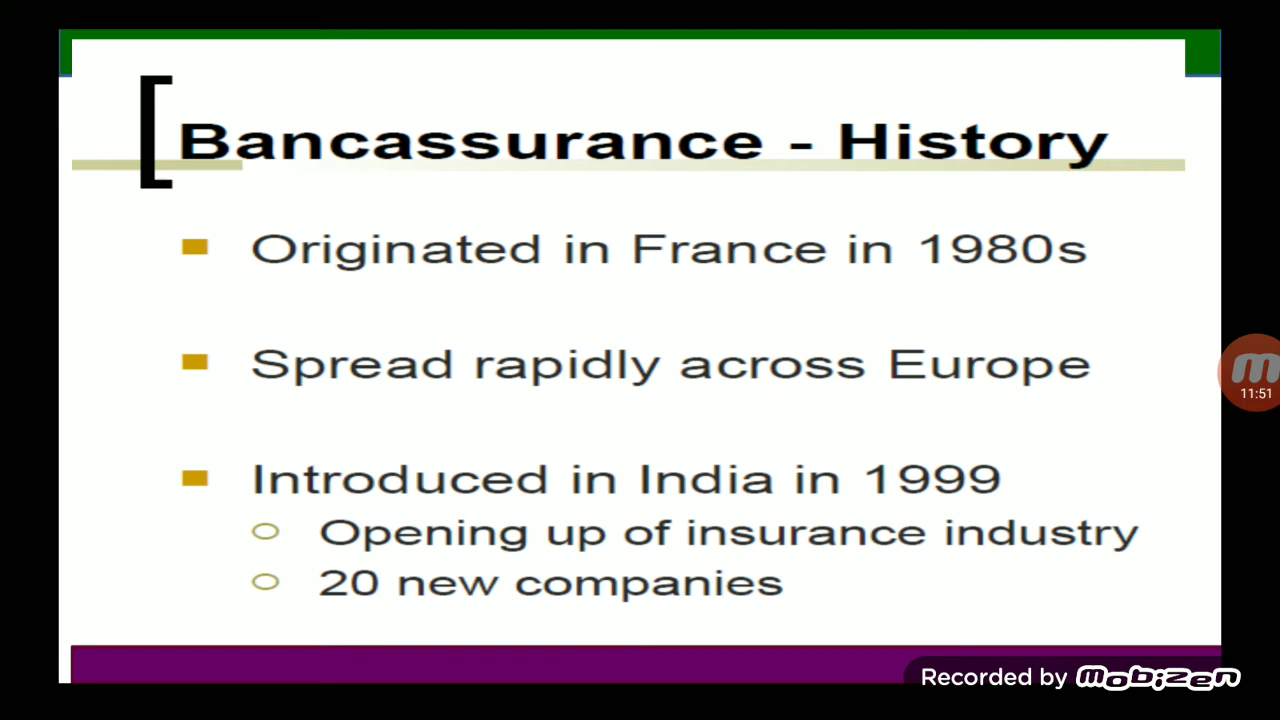 Bancassurance - History
Originated in France in 1980s
Spread rapidly across Europe
Introduced in India in 1999
Opening up of insurance industry
20 new companies
11:51
Recorded by mobizen